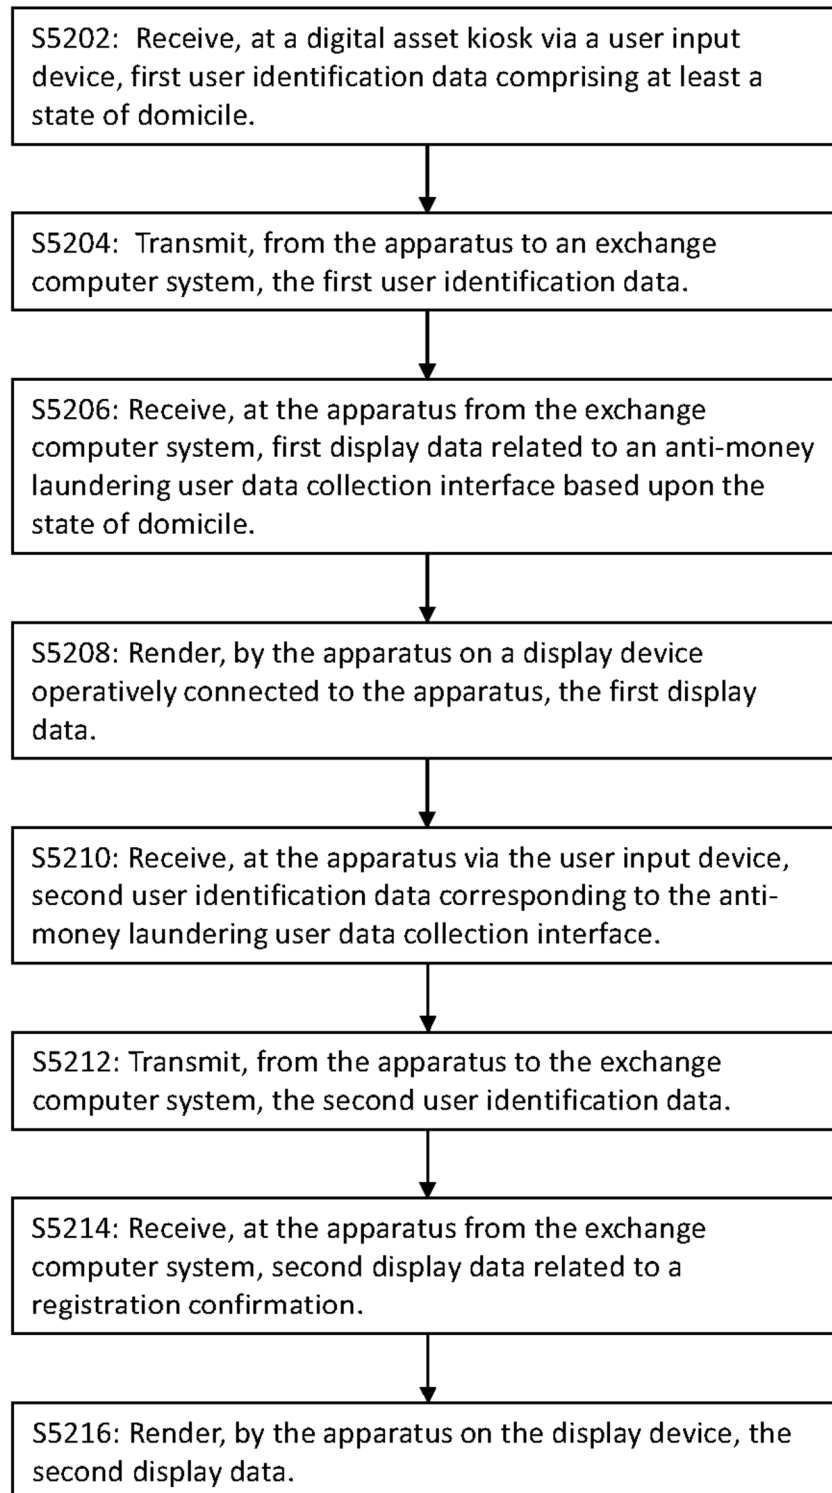 S5202:  Receive, at a digital asset kiosk via a user input
device, first user identification data comprising at least a
state of domicile.
S5204:  Transmit, from the apparatus to an exchange
computer system, the first user identification data.
S5206: Receive, at the apparatus from the exchange
computer system, first display data related to an anti-money
laundering user data collection interface based upon the
state of domicile.
S5208: Render, by the apparatus on a display device
operatively connected to the apparatus, the first display
data.
S5210: Receive, at the apparatus via the user input device,
second user identification data corresponding to the anti-
money laundering user data collection interface.
S5212: Transmit, from the apparatus to the exchange
computer system, the second user identification data.
S5214: Receive, at the apparatus from the exchange
computer system, second display data related to a
registration confirmation.
S5216: Render, by the apparatus on the display device, the
second display data.